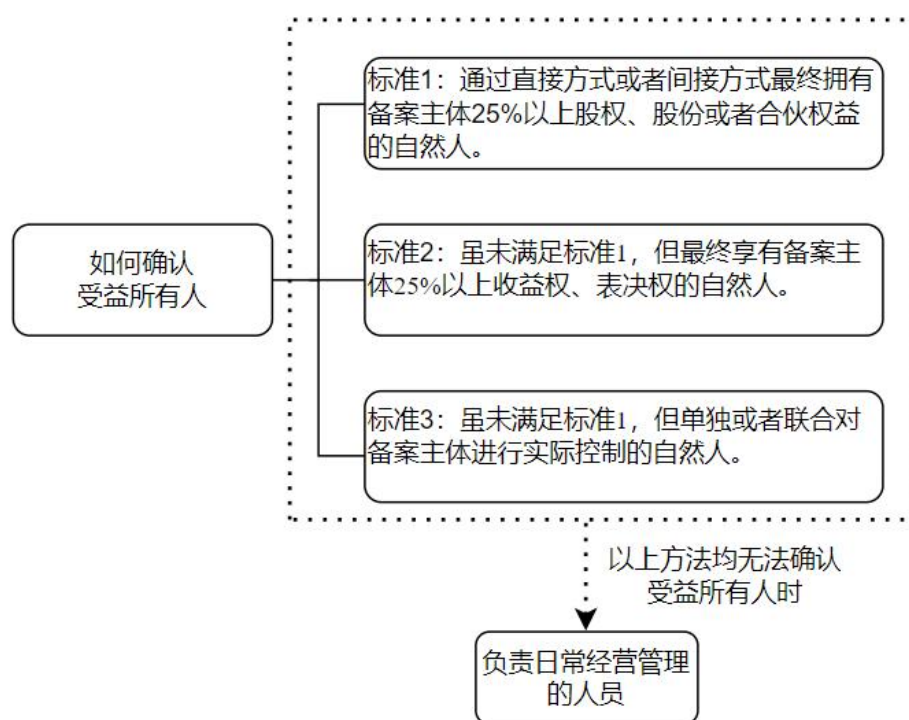 标准1：通过直接方式或者间接方式最终拥有
备案主体25%以上股权、股份或者合伙权益
的自然人。
如何确认
受益所有人
标准2：虽未满足标准1，但最终享有备案主
体25%以上收益权、表决权的自然人。
标准3：虽未满足标准1，但单独或者联合对
备案主体进行实际控制的自然人。
以上方法均无法确认
受益所有人时
负责日常经营管理
的人员